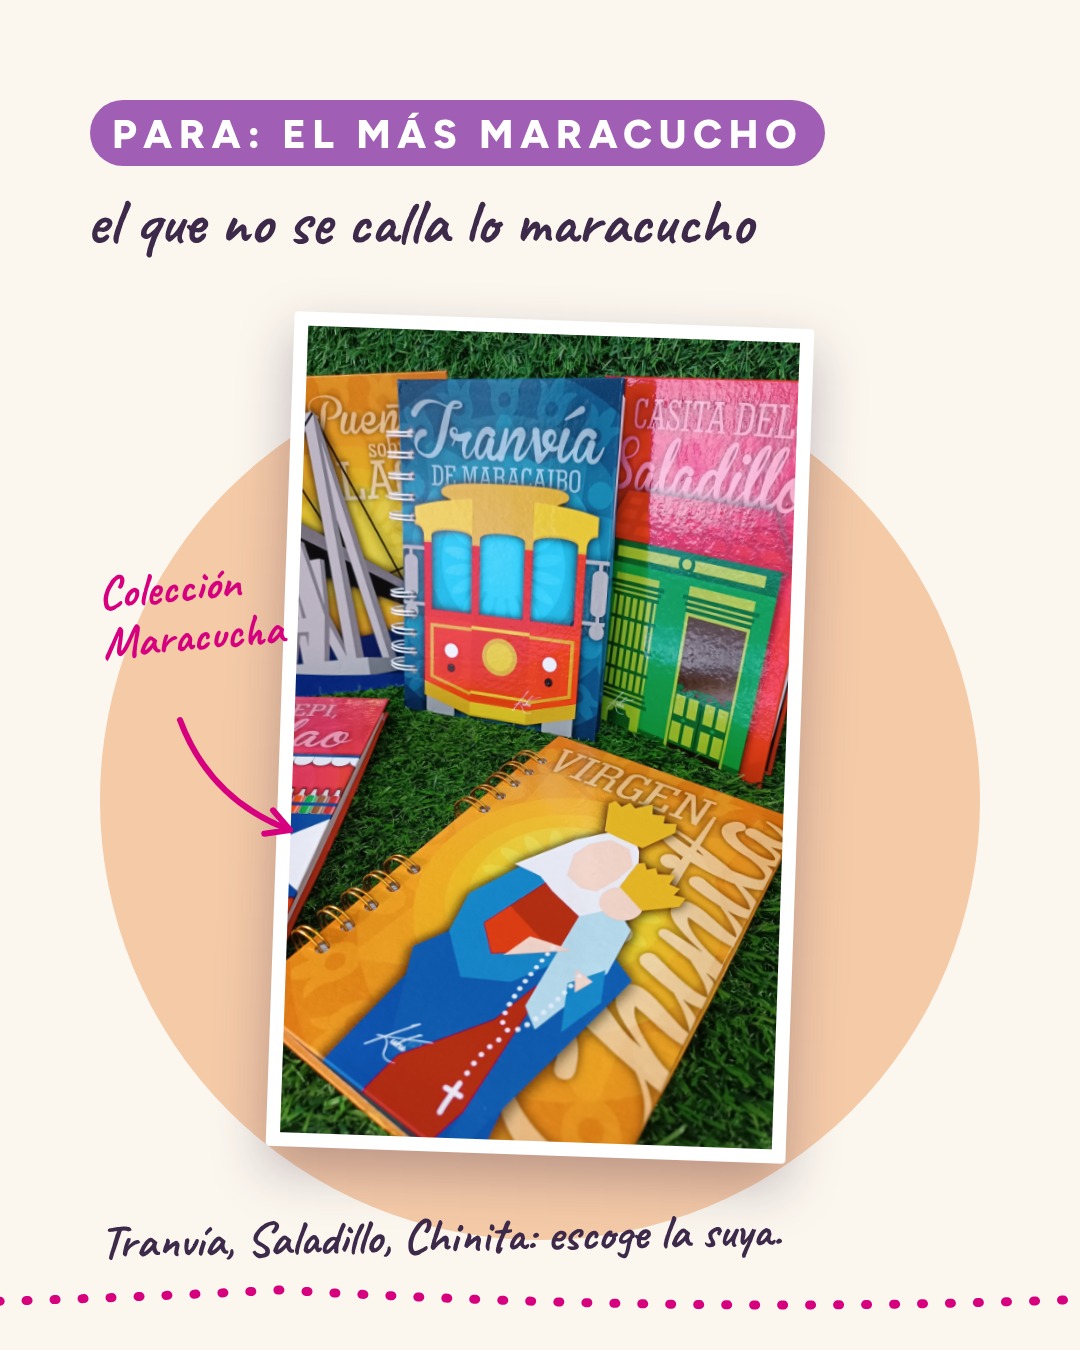 PARA: EL MÁS MARACUCHO
el que no se calla lo maracucho
Tranvía
DE MARACAIBO
CASITA DEL
Saladillo
Colección
Maracucha
VIRGEN
Chinita
Tranvía, Saladillo, Chinita: escoge la suya.